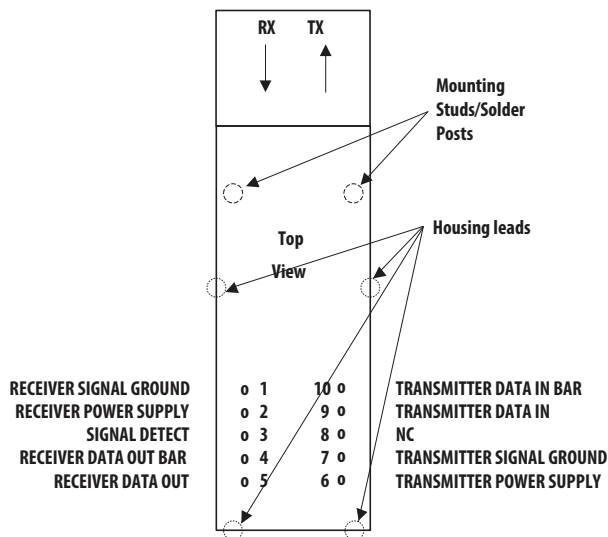 RX TX
Mounting
Studs/Solder
Posts
Top
View
Housing leads
RECEIVER SIGNAL GROUND o 1 10 o TRANSMITTER DATA IN BAR
RECEIVER POWER SUPPLY o 2 9 o TRANSMITTER DATA IN
SIGNAL DETECT o 3 8 o NC
RECEIVER DATA OUT BAR o 4 7 o TRANSMITTER SIGNAL GROUND
RECEIVER DATA OUT o 5 6 o TRANSMITTER POWER SUPPLY